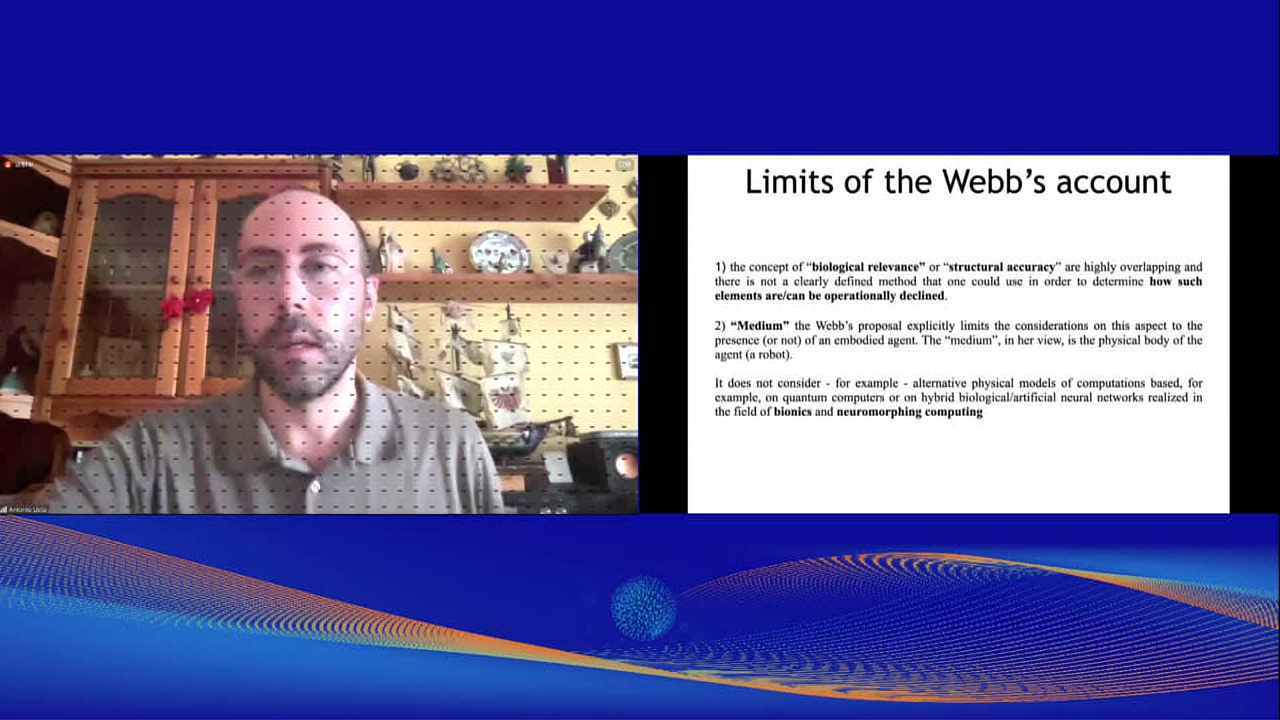 Limits of the Webb’s account
1) the concept of “biological relevance” or “structural accuracy” are highly overlapping and
there is not a clearly defined method that one could use in order to determine how such
elements are/can be operationally declined.
2) “Medium” the Webb’s proposal explicitly limits the considerations on this aspect to the
presence (or not) of an embodied agent. The “medium”, in her view, is the physical body of the
agent (a robot).
It does not consider - for example - alternative physical models of computations based, for
example, on quantum computers or on hybrid biological/artificial neural networks realized in
the field of bionics and neuromorphing computing
Antonio